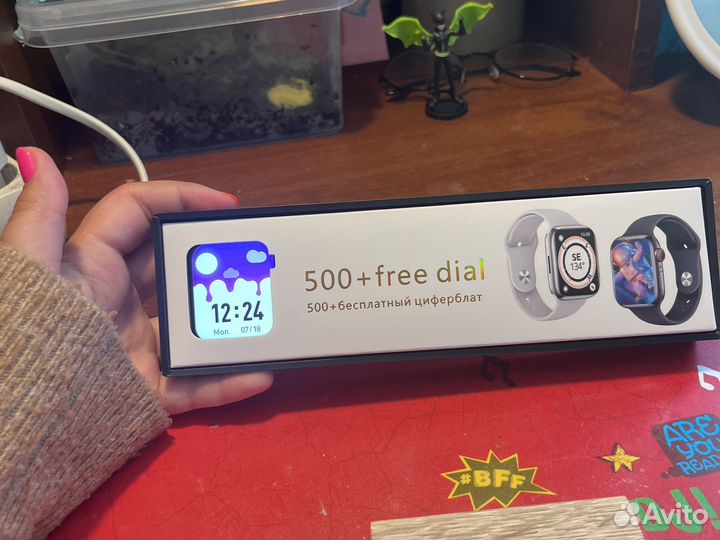 500+free dial
500+бесплатный циферблат
12:24
Mon 07/18
SE
134°
#BFF
ARE
YOU
READ
Avito